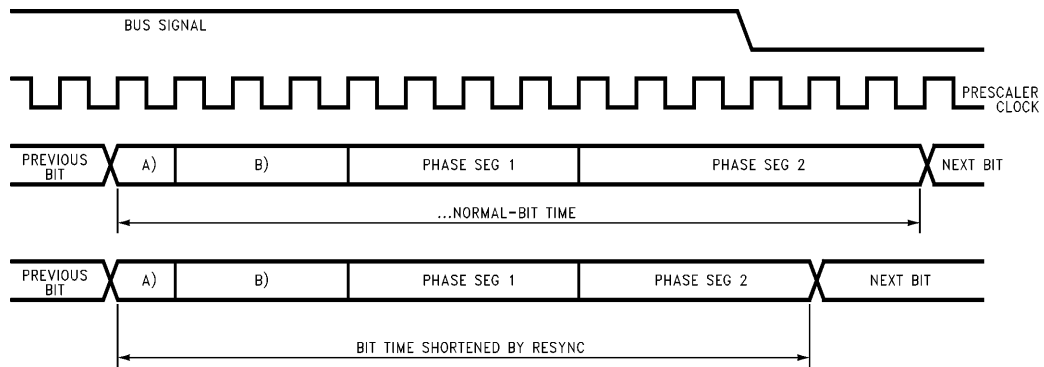 BUS SIGNAL
PRESCALER
CLOCK
PREVIOUS
BIT
A)
B)
PHASE SEG 1
PHASE SEG 2
NEXT BIT
...NORMAL-BIT TIME
PREVIOUS
BIT
A)
B)
PHASE SEG 1
PHASE SEG 2
NEXT BIT
BIT TIME SHORTENED BY RESYNC